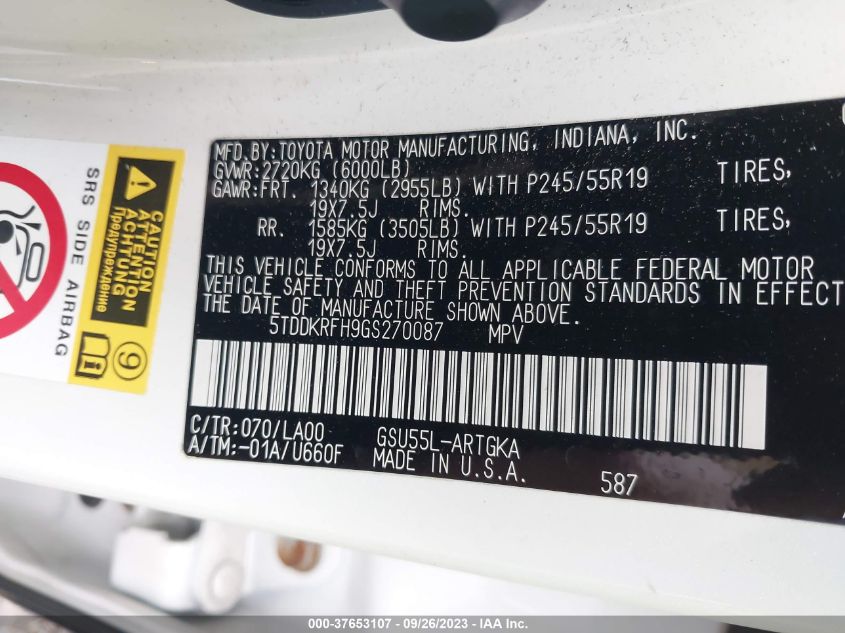 MFD.BY:TOYOTA MOTOR MANUFACTURING, INDIANA, INC.
GVWR:2720KG (6000LB)
GAWR:FRT. 1340KG (2955LB) WITH P245/55R19 TIRES,
19X7.5J RIMS.
RR. 1585KG (3505LB) WITH P245/55R19 TIRES,
19X7.5J RIMS.
THIS VEHICLE CONFORMS TO ALL APPLICABLE FEDERAL MOTOR
VEHICLE SAFETY AND THEFT PREVENTION STANDARDS IN EFFECT
THE DATE OF MANUFACTURE SHOWN ABOVE.
5TDDKRFH9GS270087 MPV
C/TR:070/LA00 GSU55L-ARTGKA
A/TM:-01A/U660F MADE IN U.S.A.
587
SRS SIDE AIRBAG
CAUTION
ATTENTION
ACHTUNG
Предупреждение
9
000-37653107 - 09/26/2023 - IAA Inc.